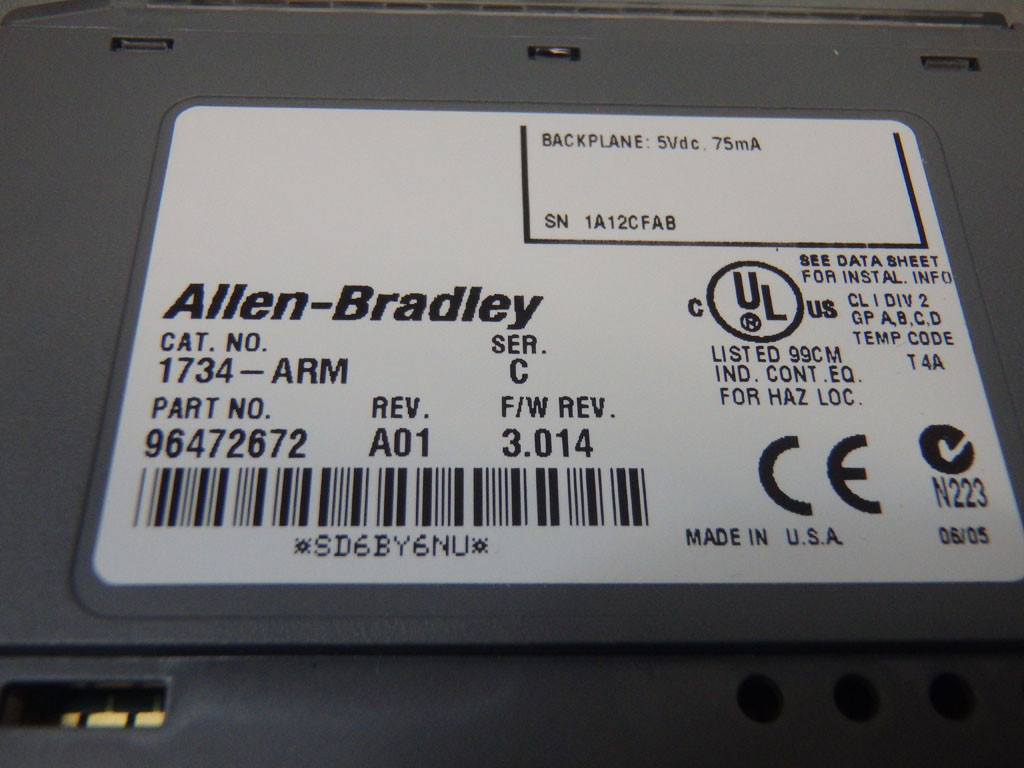 BACKPLANE: 5Vdc, 75mA
SN 1A12CFAB
Allen-Bradley
CAT. NO. SER.
1734-ARM C
PART NO. REV. F/W REV.
96472672 A01 3.014
*SD6BY6NU*
SEE DATA SHEET
FOR INSTAL. INFO
C UL US
CL I DIV 2
GP A,B,C,D
TEMP CODE
T4A
LISTED 99CM
IND. CONT. EQ.
FOR HAZ LOC.
CE
N223
MADE IN U.S.A.
06/05